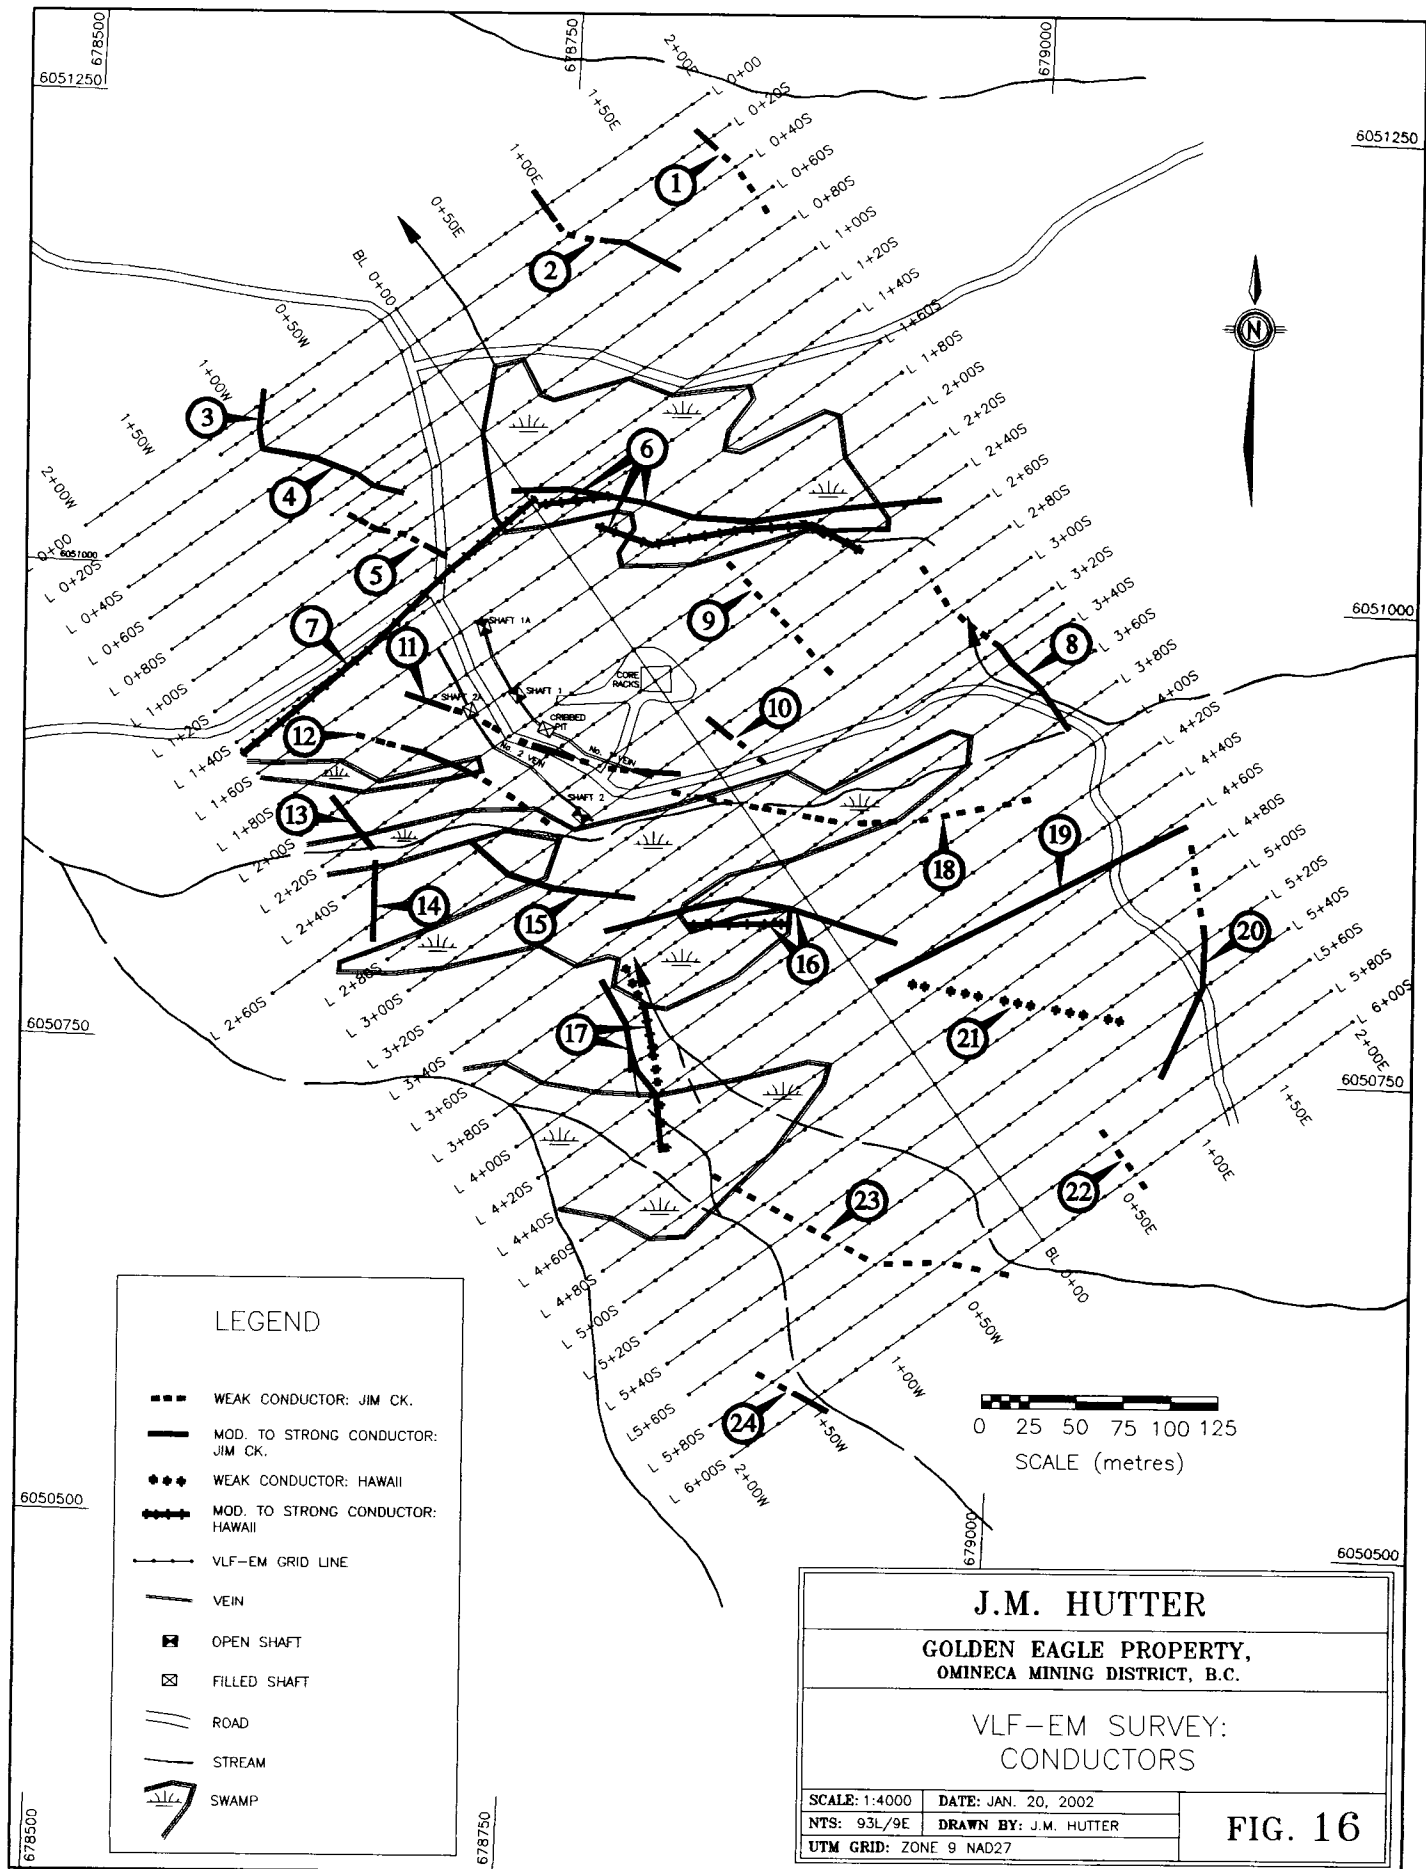 678500
678750
679000
6051250
6051250
2+00E
1+50E
1+00E
0+50E
BL 0+00
0+50W
1+00W
1+50W
2+00W
L 0+00
L 0+20S
L 0+40S
L 0+60S
L 0+80S
L 1+00S
L 1+20S
L 1+40S
L 1+60S
L 1+80S
L 2+00S
L 2+20S
L 2+40S
L 2+60S
L 2+80S
L 3+00S
L 3+20S
L 3+40S
L 3+60S
L 3+80S
L 4+00S
L 4+20S
L 4+40S
L 4+60S
L 4+80S
L 5+00S
L 5+20S
L 5+40S
L5+60S
L 5+80S
L 6+00S
2+00E
1+50E
1+00E
0+50E
BL 0+00
0+50W
1+00W
1+50W
2+00W
L 0+00
L 0+20S
L 0+40S
L 0+60S
L 0+80S
L 1+00S
L 1+20S
L 1+40S
L 1+60S
L 1+80S
L 2+00S
L 2+20S
L 2+40S
L 2+60S
L 2+80S
L 3+00S
L 3+20S
L 3+40S
L 3+60S
L 3+80S
L 4+00S
L 4+20S
L 4+40S
L 4+60S
L 4+80S
L 5+00S
L 5+20S
L 5+40S
L5+60S
L 5+80S
L 6+00S
N
1
2
3
4
5
6
7
8
9
10
11
12
13
14
15
16
17
18
19
20
21
22
23
24
6051000
6051000
SHAFT 1A
SHAFT 1
SHAFT 2A
CRIBBED
PIT
CORE
RACKS
No. 2 VEIN
No. 1 VEIN
SHAFT 2
6050750
6050750
6050500
6050500
LEGEND
WEAK CONDUCTOR: JIM CK.
MOD. TO STRONG CONDUCTOR:
JIM CK.
WEAK CONDUCTOR: HAWAII
MOD. TO STRONG CONDUCTOR:
HAWAII
VLF-EM GRID LINE
VEIN
OPEN SHAFT
FILLED SHAFT
ROAD
STREAM
SWAMP
0 25 50 75 100 125
SCALE (metres)
678500
678750
679000
J.M. HUTTER
GOLDEN EAGLE PROPERTY,
OMINECA MINING DISTRICT, B.C.
VLF-EM SURVEY:
CONDUCTORS
SCALE: 1:4000
DATE: JAN. 20, 2002
NTS: 93L/9E
DRAWN BY: J.M. HUTTER
UTM GRID: ZONE 9 NAD27
FIG. 16